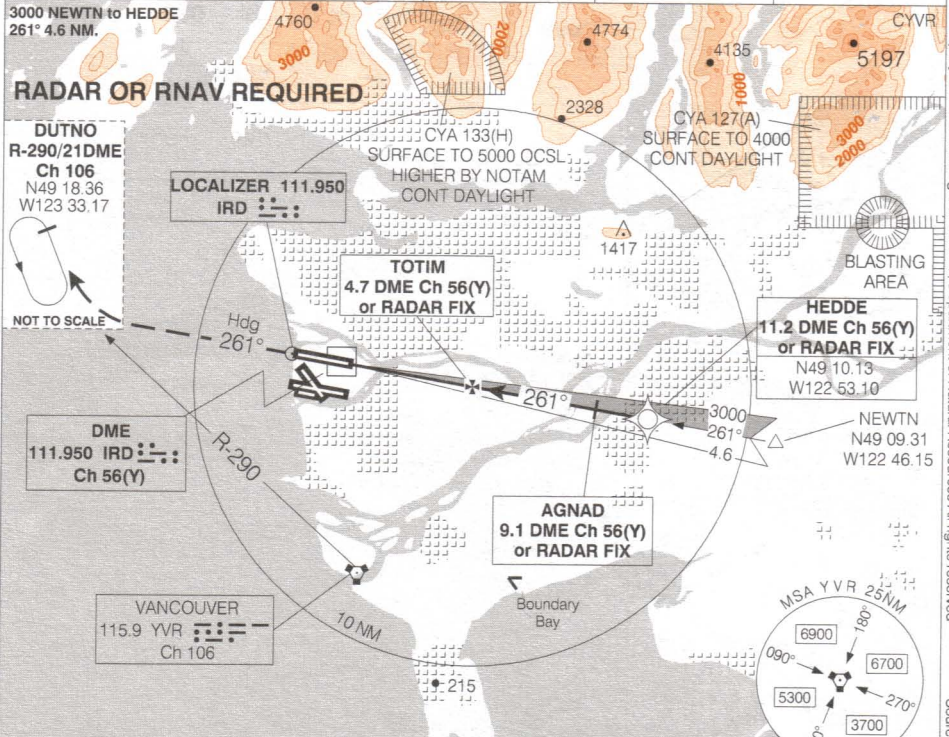 3000 NEWTN to HEDDE
261° 4.6 NM.
RADAR OR RNAV REQUIRED
4760
3000
2000
4774
4135
1000
CYVR
5197
3000
2000
2328
CYA 133(H)
SURFACE TO 5000 OCSL
HIGHER BY NOTAM
CONT DAYLIGHT
CYA 127(A)
SURFACE TO 4000
CONT DAYLIGHT
DUTNO
R-290/21DME
Ch 106
N49 18.36
W123 33.17
NOT TO SCALE
LOCALIZER 111.950
IRD
1417
BLASTING
AREA
TOTIM
4.7 DME Ch 56(Y)
or RADAR FIX
HEDDE
11.2 DME Ch 56(Y)
or RADAR FIX
N49 10.13
W122 53.10
Hdg
261°
261°
3000
261°
4.6
NEWTN
N49 09.31
W122 46.15
DME
111.950 IRD
Ch 56(Y)
R-290
AGNAD
9.1 DME Ch 56(Y)
or RADAR FIX
VANCOUVER
115.9 YVR
Ch 106
10 NM
Boundary
Bay
215
MSA YVR 25NM
180°
6900
090°
6700
5300
270°
3700